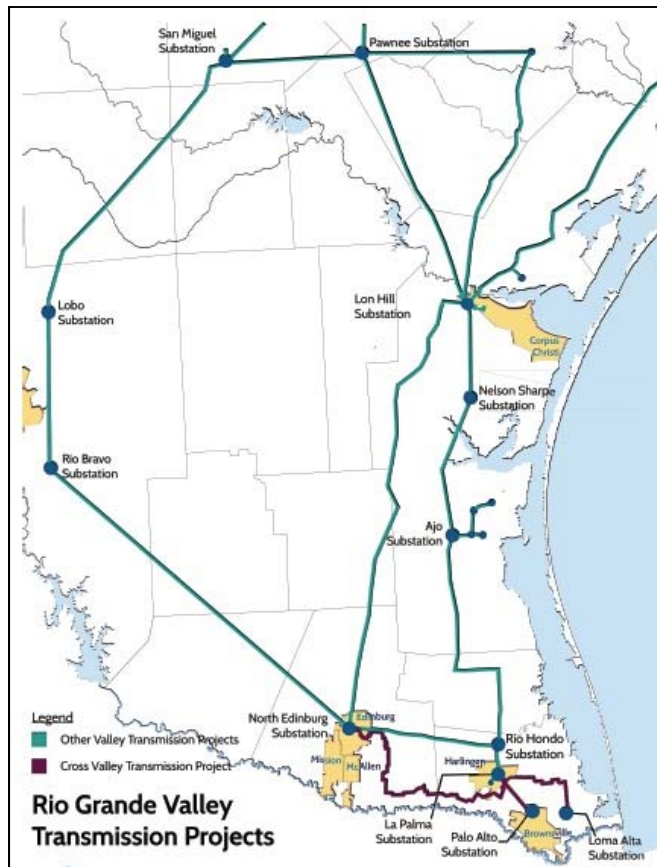 San Miguel
Substation
Pawnee Substation
Lobo
Substation
Lon Hill
Substation
Corpus
Christi
Nelson Sharpe
Substation
Rio Bravo
Substation
Ajo
Substation
Legend
Other Valley Transmission Projects
Cross Valley Transmission Project
North Edinburg
Substation
Edinburg
Mission
McAllen
Rio Hondo
Substation
Harlingen
La Palma
Substation
Palo Alto
Substation
Brownsville
Loma Alta
Substation
Rio Grande Valley
Transmission Projects